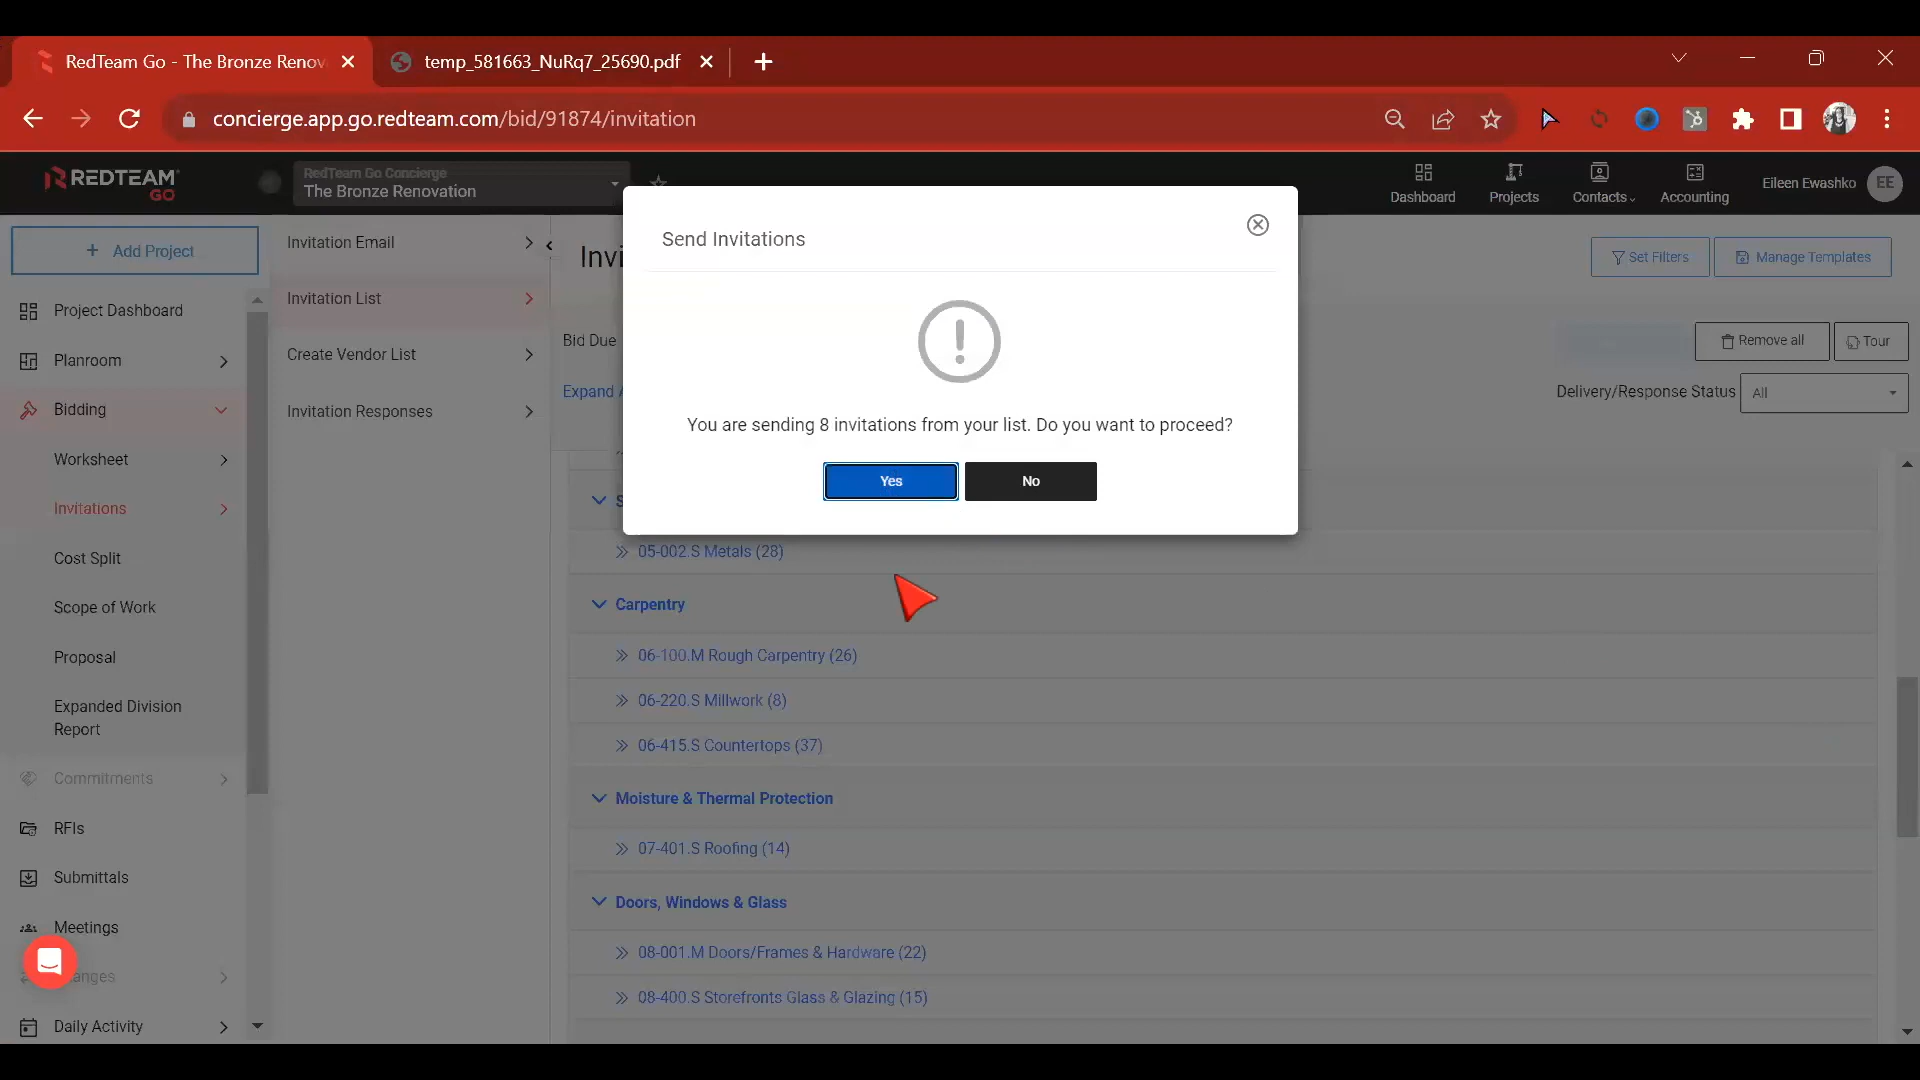 RedTeam Go - The Bronze Renov
temp_581663_NuRq7_25690.pdf
concierge.app.go.redteam.com/bid/91874/invitation
REDTEAM GO
RedTeam Go Concierge
The Bronze Renovation
Dashboard
Projects
Contacts
Accounting
Eileen Ewashko
EE
+ Add Project
Project Dashboard
Planroom
Bidding
Worksheet
Invitations
Cost Split
Scope of Work
Proposal
Expanded Division
Report
Commitments
RFIs
Submittals
Meetings
anges
Daily Activity
Invitation Email
Invitation List
Create Vendor List
Invitation Responses
Invi
Set Filters
Manage Templates
Bid Due
Remove all
Tour
Expand A
Delivery/Response Status
All
Send Invitations
You are sending 8 invitations from your list. Do you want to proceed?
Yes
No
S
05-002.S Metals (28)
Carpentry
06-100.M Rough Carpentry (26)
06-220.S Millwork (8)
06-415.S Countertops (37)
Moisture & Thermal Protection
07-401.S Roofing (14)
Doors, Windows & Glass
08-001.M Doors/Frames & Hardware (22)
08-400.S Storefronts Glass & Glazing (15)